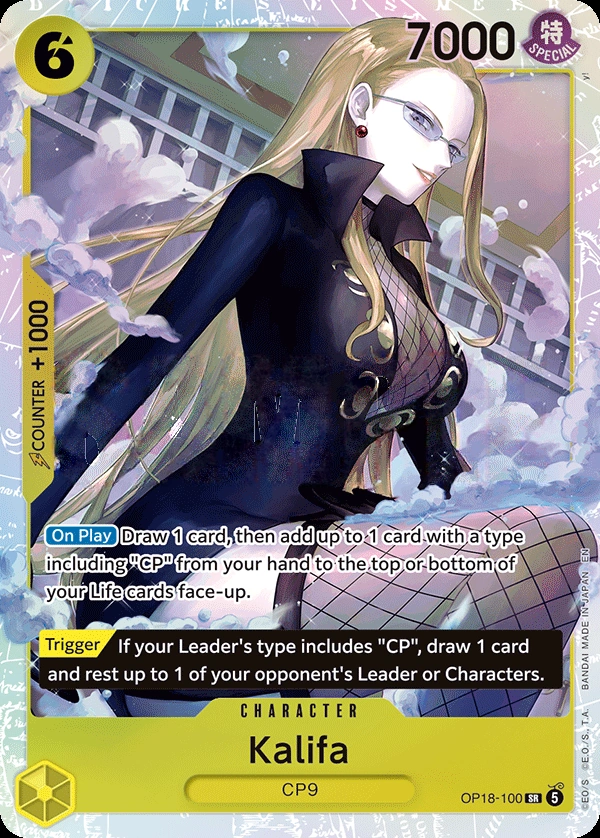 6
7000
特
SPECIAL
y!
COUNTER +1000
On Play Draw 1 card, then add up to 1 card with a type
including "CP" from your hand to the top or bottom of
your Life cards face-up.
Trigger If your Leader's type includes "CP", draw 1 card
and rest up to 1 of your opponent's Leader or Characters.
CHARACTER
Kalifa
CP9
OP18-100 SR 5
©E.O./S ©E.O./S., T.A. BANDAI MADE IN JAPAN EN